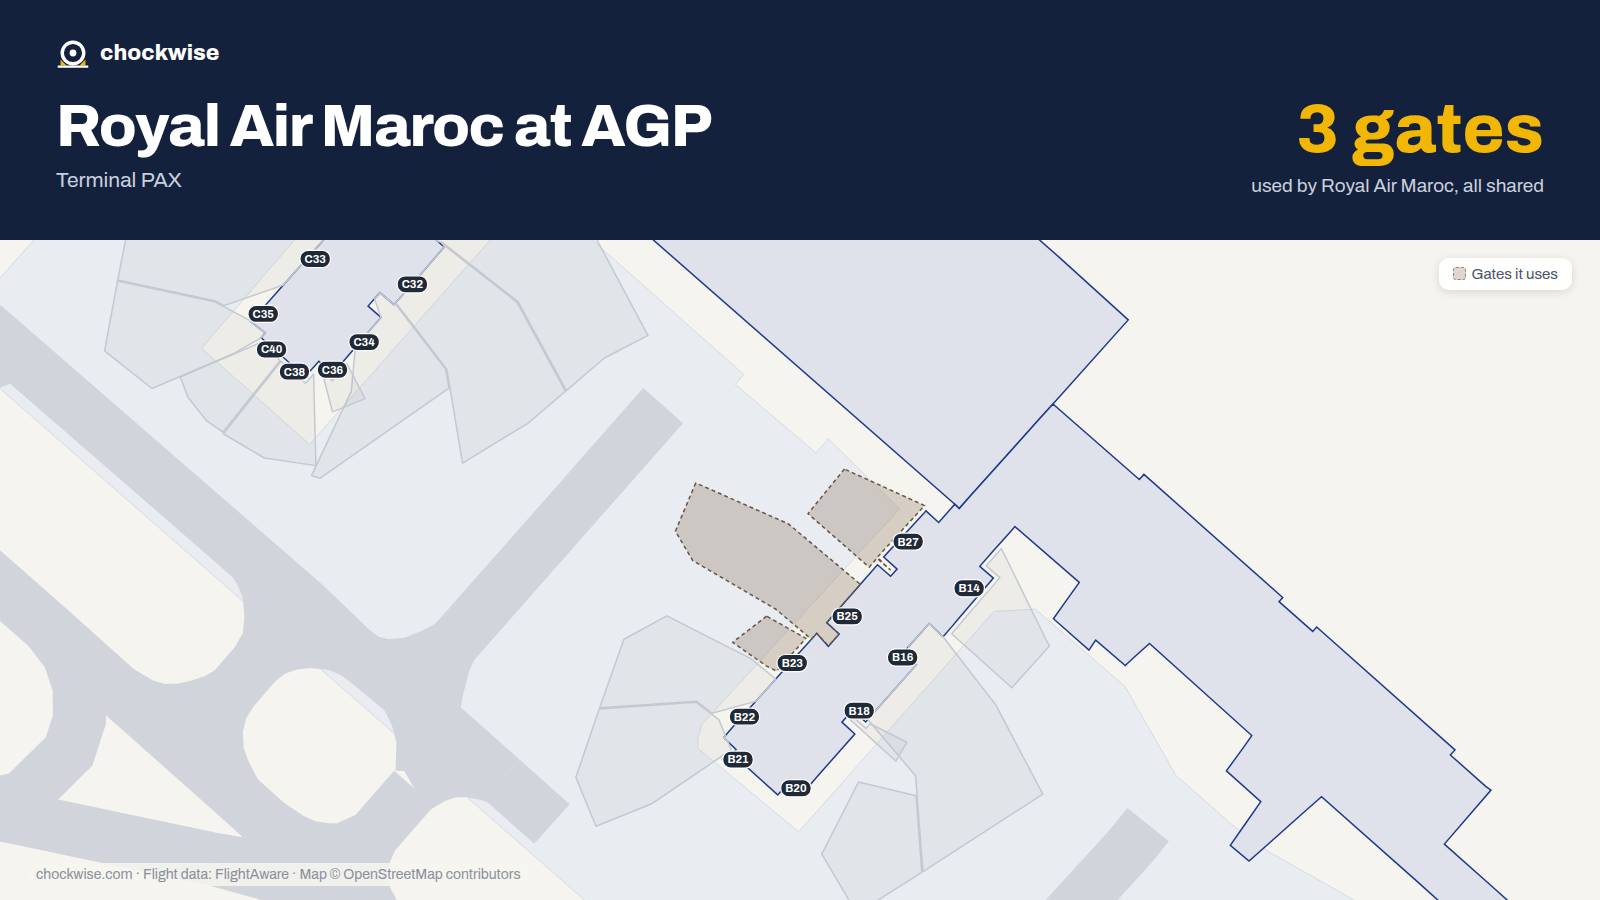 chockwise
Royal Air Maroc at AGP
Terminal PAX
3 gates
used by Royal Air Maroc, all shared
Gates it uses
C33
C32
C35
C34
C40
C38
C36
B27
B14
B25
B16
B23
B18
B22
B21
B20
chockwise.com · Flight data: FlightAware · Map © OpenStreetMap contributors